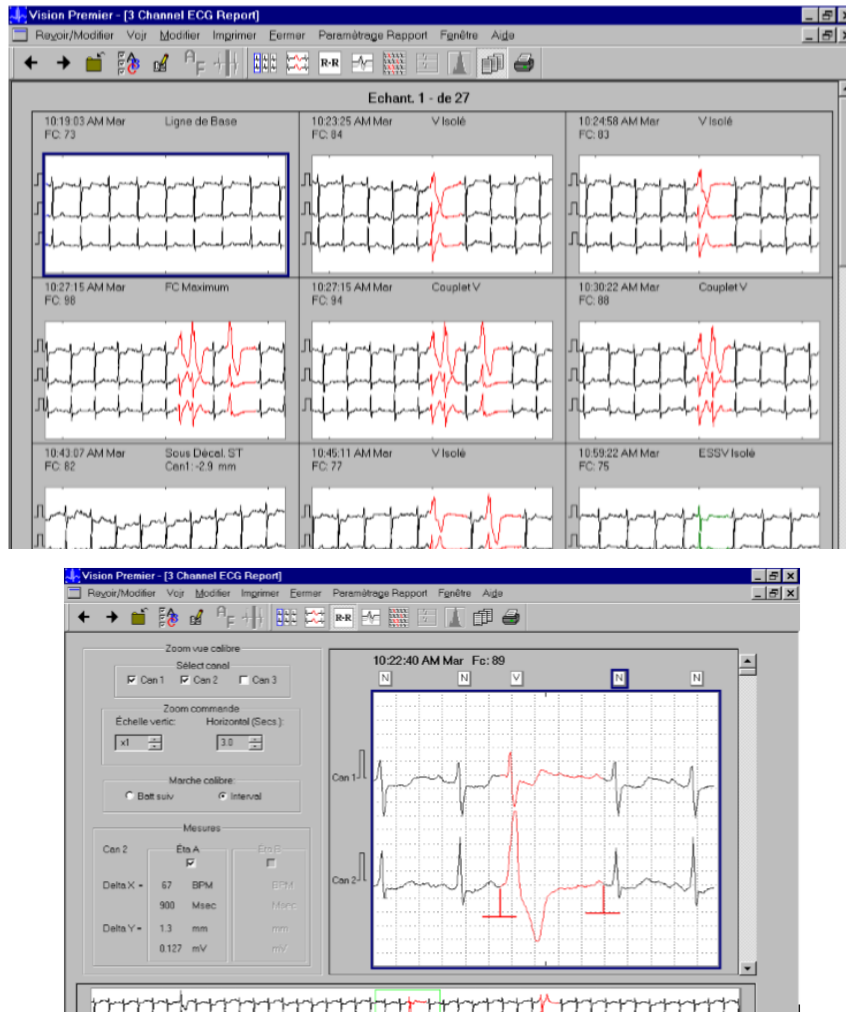 Vision Premier - [3 Channel ECG Report]
Revoir/Modifier Voir Modifier Imprimer Fermer Paramétrage Rapport Fenêtre Aide
R-R
Echant. 1 - de 27
10:19:03 AM Mar Ligne de Base
FC: 73
10:23:25 AM Mar V Isolé
FC: 84
10:24:58 AM Mar V Isolé
FC: 83
10:27:15 AM Mar FC Maximum
FC: 98
10:27:15 AM Mar Couplet V
FC: 94
10:30:22 AM Mar Couplet V
FC: 88
10:43:07 AM Mar Sous Décal. ST
FC: 82 Can1: -2.9 mm
10:45:11 AM Mar V Isolé
FC: 77
10:59:22 AM Mar ESSV Isolé
FC: 75
Vision Premier - [3 Channel ECG Report]
Revoir/Modifier Voir Modifier Imprimer Fermer Paramétrage Rapport Fenêtre Aide
R-R
Zoom vue calibre
Sélect canal
Can 1 Can 2 Can 3
Zoom commande
Échelle vertic: Horizontal (Secs.):
x1 3.0
Marche calibre:
Batt suiv Interval
Mesures
Can 2 Éta A Éta B
Delta X = 67 BPM BPM
900 Msec Msec
Delta Y = 1.3 mm mm
0.127 mV mV
10:22:40 AM Mar Fc: 89
N N V N N
Can 1
Can 2